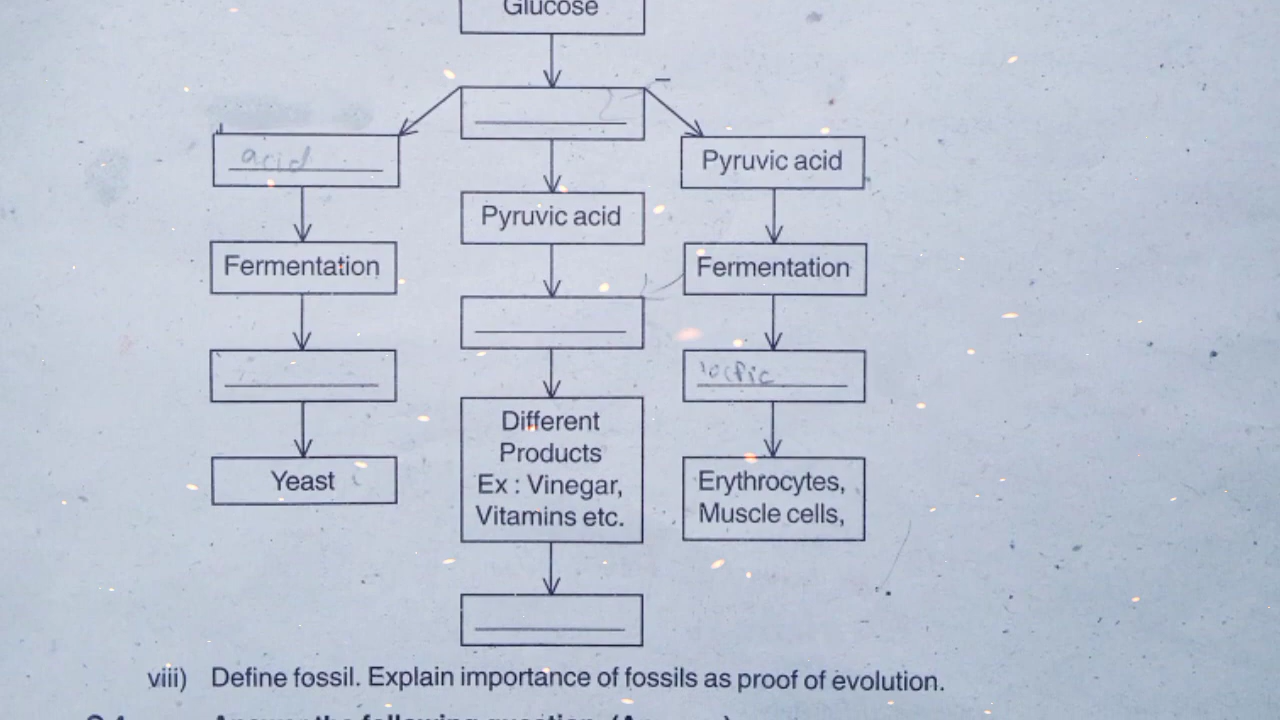 Glucose
acid
Pyruvic acid
Pyruvic acid
Fermentation
Fermentation
Yeast
Different
Products
Ex : Vinegar,
Vitamins etc.
Erythrocytes,
Muscle cells,
viii) Define fossil. Explain importance of fossils as proof of evolution.